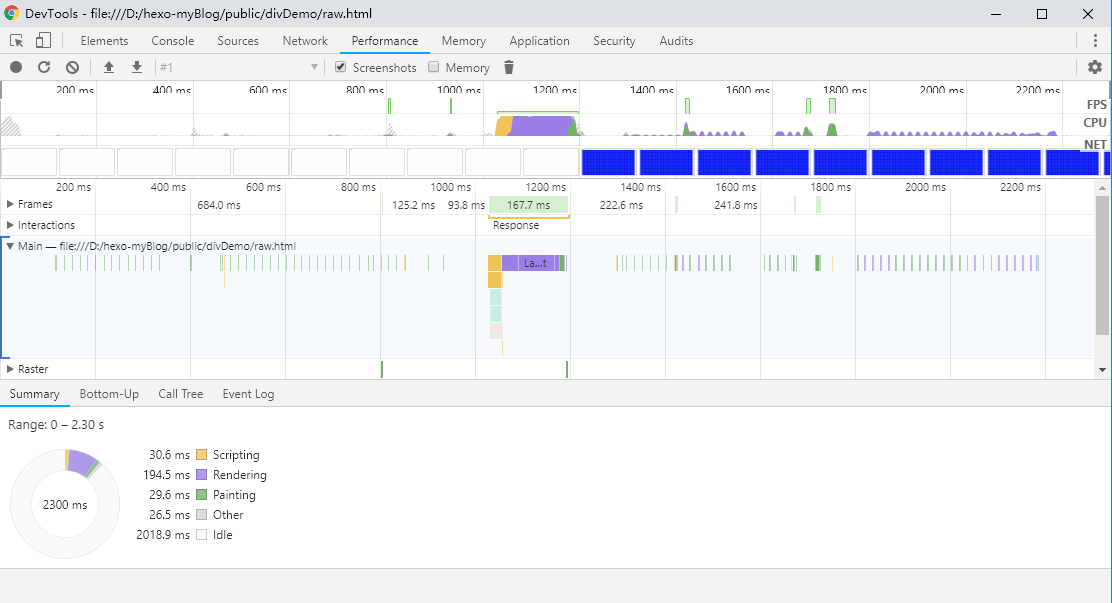 DevTools - file:///D:/hexo-myBlog/public/divDemo/raw.html
Elements Console Sources Network Performance Memory Application Security Audits
#1 Screenshots Memory
200 ms 400 ms 600 ms 800 ms 1000 ms 1200 ms 1400 ms 1600 ms 1800 ms 2000 ms 2200 ms
FPS
CPU
NET
200 ms 400 ms 600 ms 800 ms 1000 ms 1200 ms 1400 ms 1600 ms 1800 ms 2000 ms 2200 ms
Frames 684.0 ms 125.2 ms 93.8 ms 167.7 ms 222.6 ms 241.8 ms
Interactions Response
Main — file:///D:/hexo-myBlog/public/divDemo/raw.html
La...t
Raster
Summary Bottom-Up Call Tree Event Log
Range: 0 – 2.30 s
30.6 ms Scripting
194.5 ms Rendering
2300 ms 29.6 ms Painting
26.5 ms Other
2018.9 ms Idle